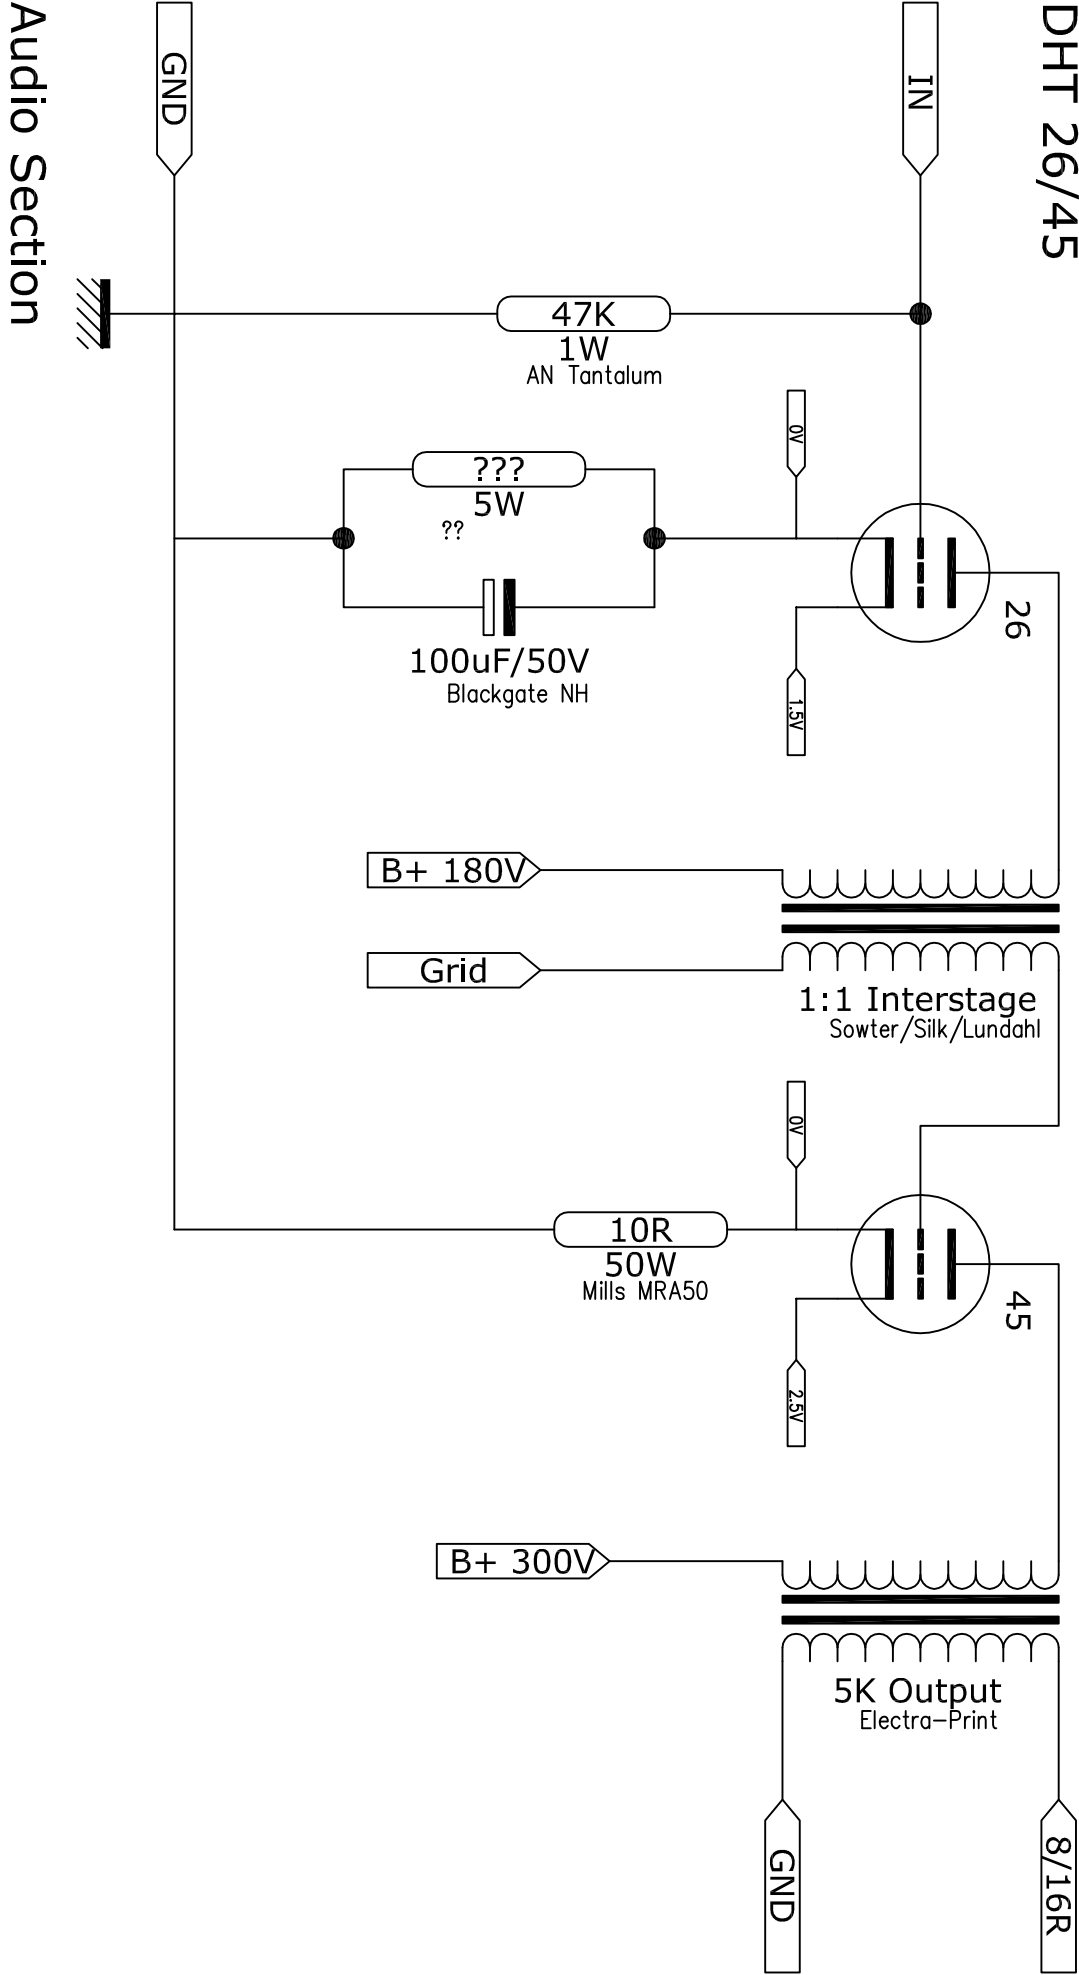 DHT 26/45
IN
GND
Audio Section
47K
1W
AN Tantalum
???
5W
??
100uF/50V
Blackgate NH
0V
1.5V
26
B+ 180V
Grid
1:1 Interstage
Sowter/Silk/Lundahl
0V
2.5V
45
10R
50W
Mills MRA50
B+ 300V
5K Output
Electra-Print
8/16R
GND